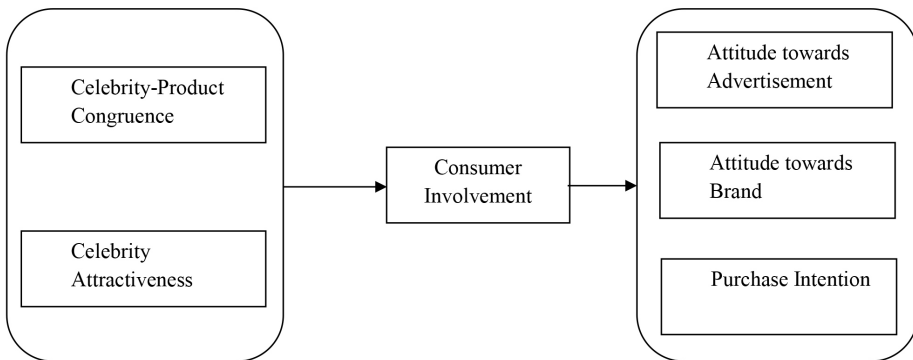 Celebrity-Product
Congruence
Celebrity
Attractiveness
Consumer
Involvement
Attitude towards
Advertisement
Attitude towards
Brand
Purchase Intention